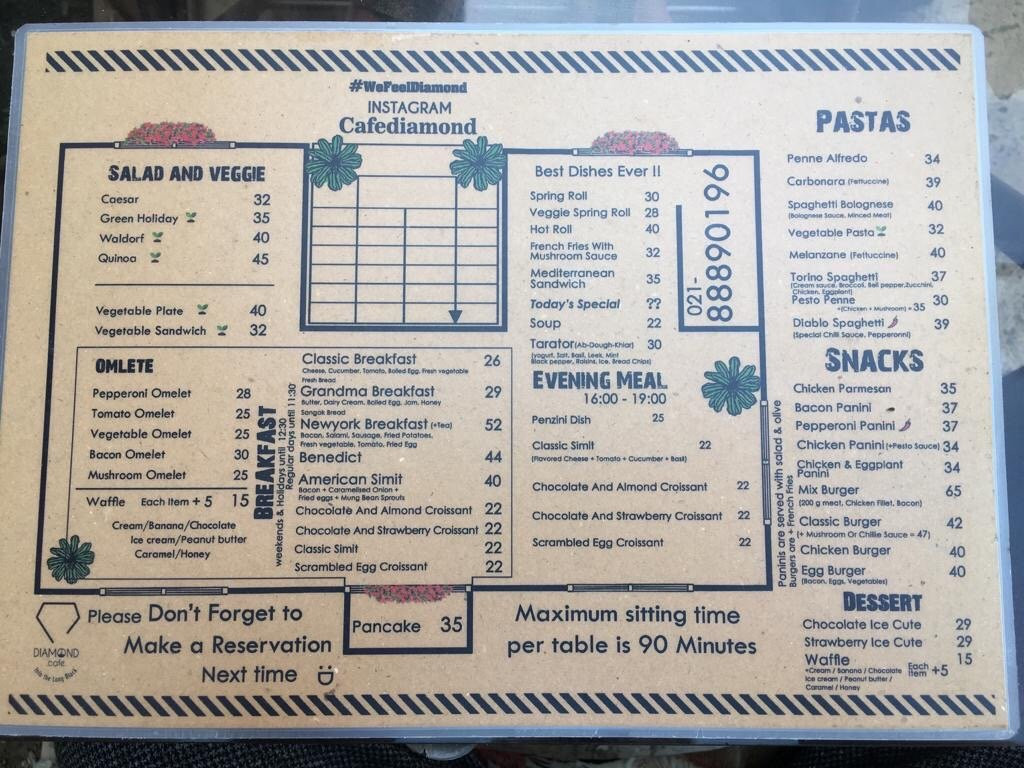 #WeFeelDiamond
INSTAGRAM
Cafediamond
SALAD AND VEGGIE
Caesar 32
Green Holiday 35
Waldorf 40
Quinoa 45
Vegetable Plate 40
Vegetable Sandwich 32
OMLETE
Pepperoni Omelet 28
Tomato Omelet 25
Vegetable Omelet 25
Bacon Omelet 30
Mushroom Omelet 25
Waffle Each Item + 5 15
Cream/Banana/Chocolate
Ice cream/Peanut butter
Caramel/Honey
BREAKFAST
weekends & Holidays until 12:30
Regular days until 11:30
Classic Breakfast 26
Cheese, Cucumber, Tomato, Boiled Egg, Fresh vegetable
Fresh Bread
Grandma Breakfast 29
Butter, Dairy Cream, Boiled Egg, Jam, Honey
Sangak Bread
Newyork Breakfast (+Tea) 52
Bacon, Salami, Sausage, Fried Potatoes,
Fresh vegetable, Tomato, Fried Egg
Benedict 44
American Simit 40
Bacon + Caramelised Onion +
Fried eggs + Mung Bean Sprouts
Chocolate And Almond Croissant 22
Chocolate And Strawberry Croissant 22
Classic Simit 22
Scrambled Egg Croissant 22
Pancake 35
Best Dishes Ever !!
Spring Roll 30
Veggie Spring Roll 28
Hot Roll 40
French Fries With
Mushroom Sauce 32
Mediterranean
Sandwich 35
Today's Special ??
Soup 22
Tarator(Ab-Dough-Khiar) 30
(yogurt, Salt, Basil, Leek, Mint
Black pepper, Raisins, Ice, Bread Chips)
021-
88890196
EVENING MEAL
16:00 - 19:00
Penzini Dish 25
Classic Simit 22
(Flavored Cheese + Tomato + Cucumber + Basil)
Chocolate And Almond Croissant 22
Chocolate And Strawberry Croissant 22
Scrambled Egg Croissant 22
PASTAS
Penne Alfredo 34
Carbonara (Fettuccine) 39
Spaghetti Bolognese 40
(Bolognese Sauce, Minced Meat)
Vegetable Pasta 32
Melanzane (Fettuccine) 40
Torino Spaghetti 37
(Cream sauce, Broccoli, Bell pepper,Zucchini,
Chicken, Eggplant)
Pesto Penne 30
+(Chicken + Mushroom) = 35
Diablo Spaghetti 39
(Special Chili Sauce, Pepperoni)
SNACKS
Chicken Parmesan 35
Bacon Panini 37
Pepperoni Panini 37
Chicken Panini (+Pesto Sauce) 34
Chicken & Eggplant 34
Panini
Mix Burger 65
(200 g meat, Chicken Fillet, Bacon)
Classic Burger 42
(+ Mushroom Or Chillie Sauce = 47)
Chicken Burger 40
Egg Burger 40
(Bacon, Eggs, Vegetables)
Paninis are served with salad & olive
Burgers are + French Fries
DESSERT
Chocolate Ice Cute 29
Strawberry Ice Cute 29
Waffle 15
+Cream / Banana / Chocolate
Ice cream / Peanut butter /
Caramel / Honey
Each
Item +5
DIAMOND
.cafe.
Into the Long Black
Please Don't Forget to
Make a Reservation
Next time
Maximum sitting time
per table is 90 Minutes